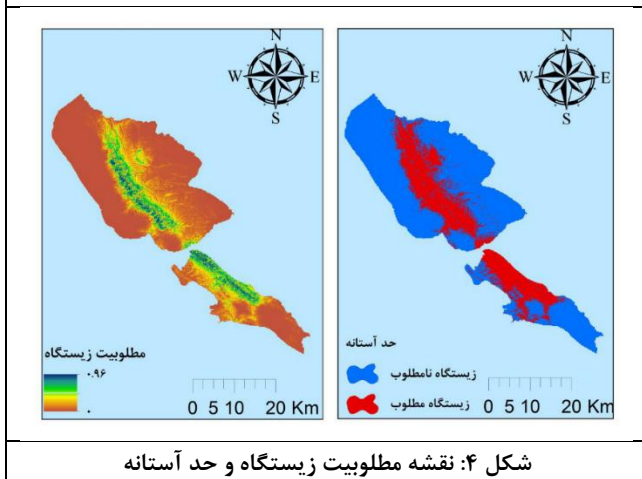 N
W E
S
مطلوبیت زیستگاه
۰.۹۶
۰
0 5 10 20 Km
N
W E
S
حد آستانه
زیستگاه نامطلوب
زیستگاه مطلوب
0 5 10 20 Km
شکل ۴: نقشه مطلوبیت زیستگاه و حد آستانه